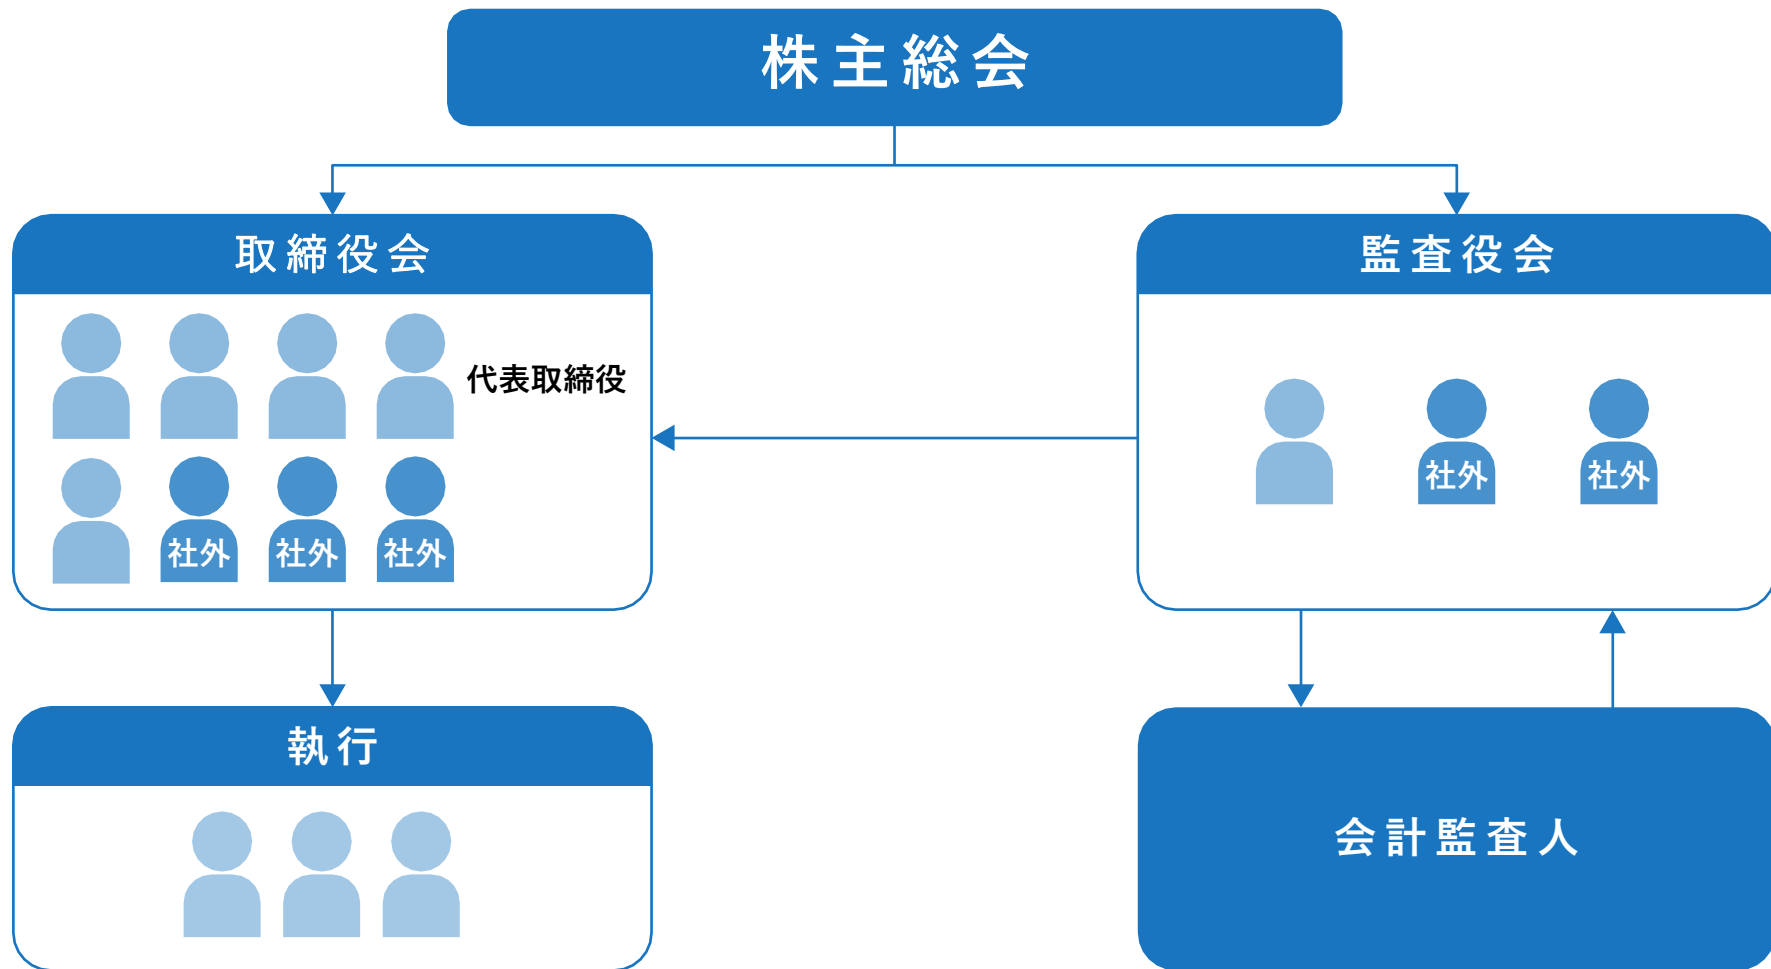 株主総会
取締役会
監査役会
代表取締役
社外
社外
社外
社外
社外
執行
会計監査人